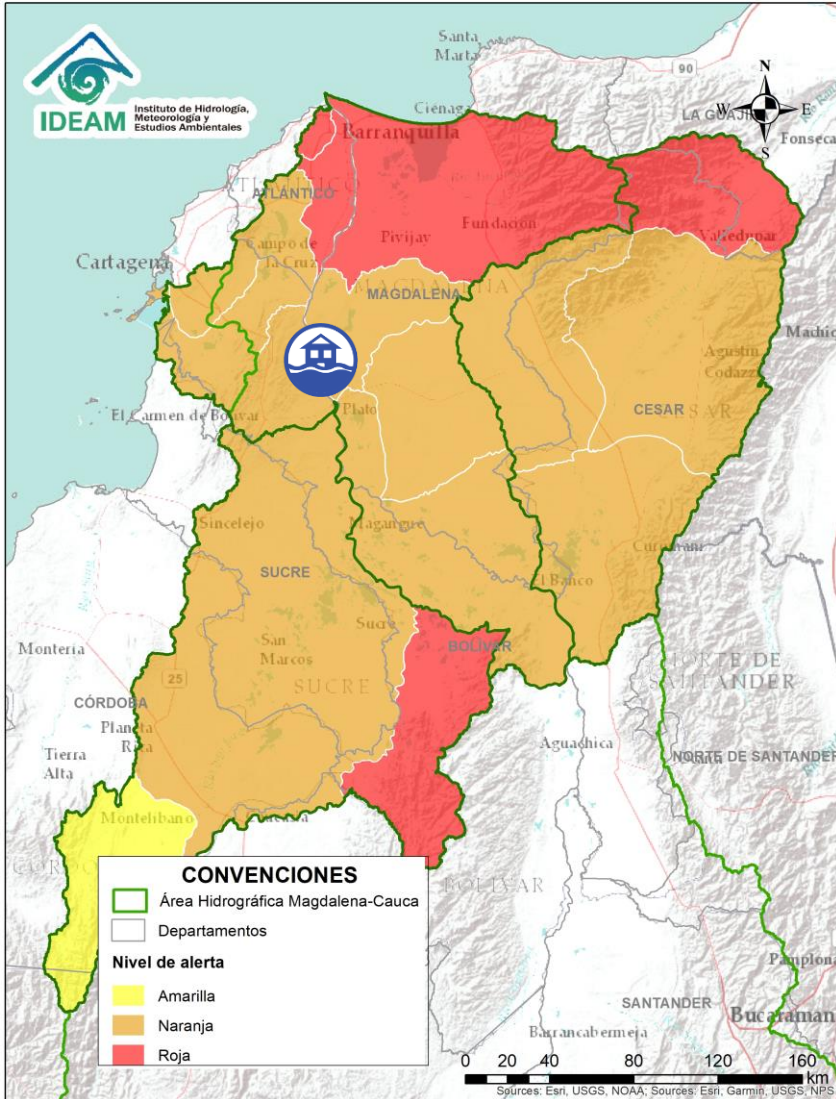 IDEAM
Instituto de Hidrología,
Meteorología y
Estudios Ambientales
Santa
Marta
90
N
W
E
S
Ciénaga
LA GUAJIRA
Fonseca
Barranquilla
ATLÁNTICO
Valledupar
Fundación
Pivijay
Campo de
la Cruz
Cartagena
MAGDALENA
Agustín
Codazzi
Plato
CESAR
El Carmen de Bolívar
Sincelejo
Magangué
SUCRE
El Banco
Sucre
BOLÍVAR
San
Marcos
SUCRE
Montería
NORTE DE
SANTANDER
25
CÓRDOBA
Planeta
Rica
Tierra
Alta
Aguachica
NORTE DE SANTANDER
Montelíbano
BOLÍVAR
Pamplona
SANTANDER
Bucaraman
Barrancabermeja
CONVENCIONES
Área Hidrográfica Magdalena-Cauca
Departamentos
Nivel de alerta
Amarilla
Naranja
Roja
0 20 40 80 120 160
km
Sources: Esri, USGS, NOAA; Sources: Esri, Garmin, USGS, NPS